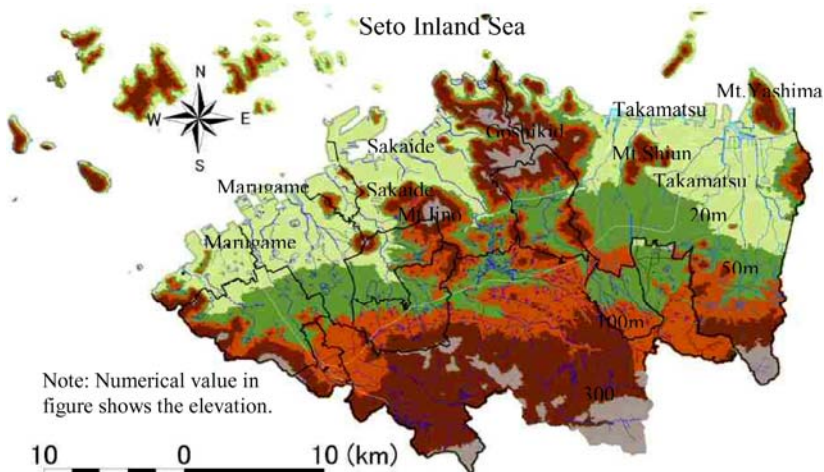 Seto Inland Sea
N
W E
S
Mt.Yashima
Takamatsu
Goshikid
Sakaide
Mt.Shiun
Marugame
Sakaide
Takamatsu
Mt.Iino
20m
Marugame
50m
100m
300
Note: Numerical value in
figure shows the elevation.
10 0 10 (km)